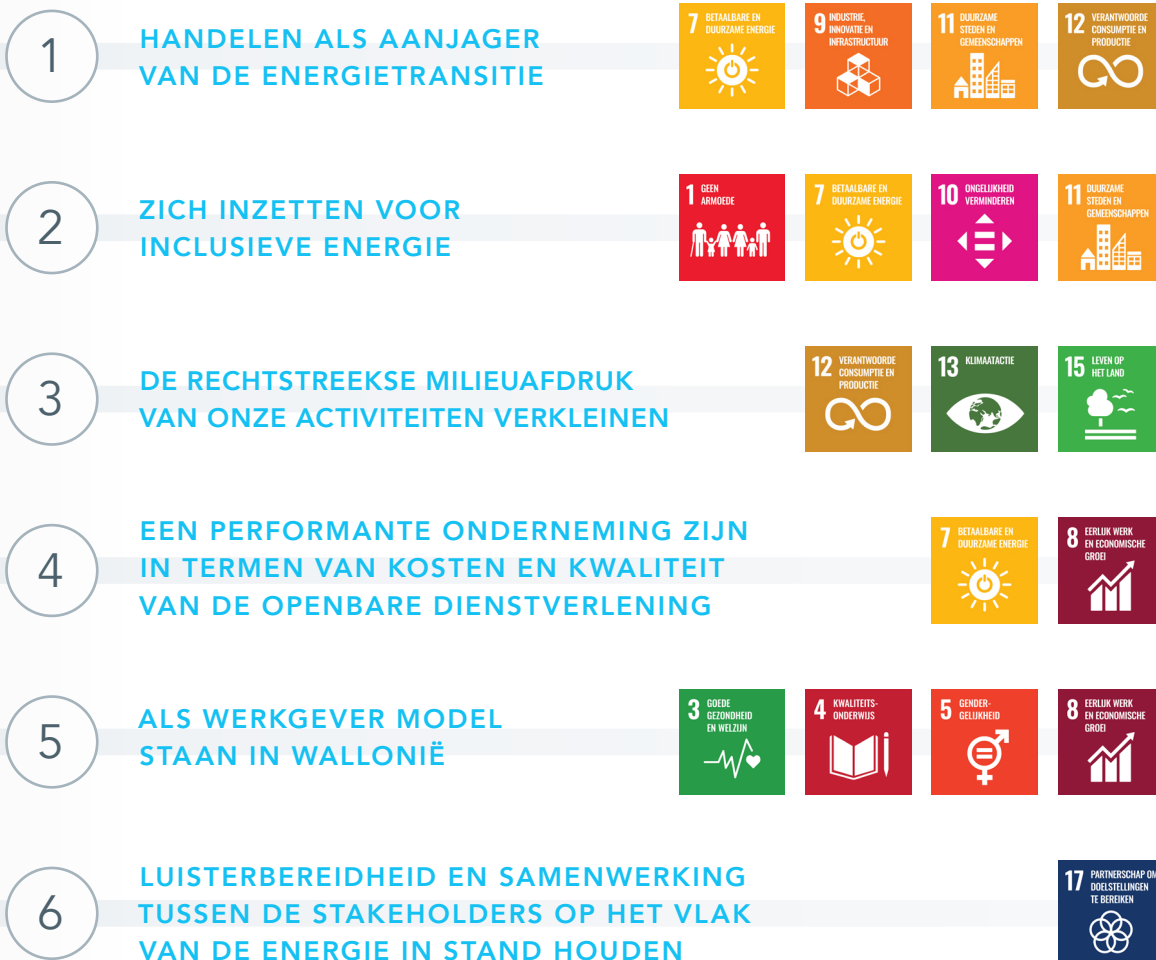 1
HANDELEN ALS AANJAGER
VAN DE ENERGIETRANSITIE
7 BETAALBARE EN
DUURZAME ENERGIE
9 INDUSTRIE,
INNOVATIE EN
INFRASTRUCTUUR
11 DUURZAME
STEDEN EN
GEMEENSCHAPPEN
12 VERANTWOORDE
CONSUMPTIE EN
PRODUCTIE
2
ZICH INZETTEN VOOR
INCLUSIEVE ENERGIE
1 GEEN
ARMOEDE
7 BETAALBARE EN
DUURZAME ENERGIE
10 ONGELIJKHEID
VERMINDEREN
11 DUURZAME
STEDEN EN
GEMEENSCHAPPEN
3
DE RECHTSTREEKSE MILIEUAFDRUK
VAN ONZE ACTIVITEITEN VERKLEINEN
12 VERANTWOORDE
CONSUMPTIE EN
PRODUCTIE
13 KLIMAATACTIE
15 LEVEN OP
HET LAND
4
EEN PERFORMANTE ONDERNEMING ZIJN
IN TERMEN VAN KOSTEN EN KWALITEIT
VAN DE OPENBARE DIENSTVERLENING
7 BETAALBARE EN
DUURZAME ENERGIE
8 EERLIJK WERK
EN ECONOMISCHE
GROEI
5
ALS WERKGEVER MODEL
STAAN IN WALLONIË
3 GOEDE
GEZONDHEID
EN WELZIJN
4 KWALITEITS-
ONDERWIJS
5 GENDER-
GELIJKHEID
8 EERLIJK WERK
EN ECONOMISCHE
GROEI
6
LUISTERBEREIDHEID EN SAMENWERKING
TUSSEN DE STAKEHOLDERS OP HET VLAK
VAN DE ENERGIE IN STAND HOUDEN
17 PARTNERSCHAP OM
DOELSTELLINGEN
TE BEREIKEN